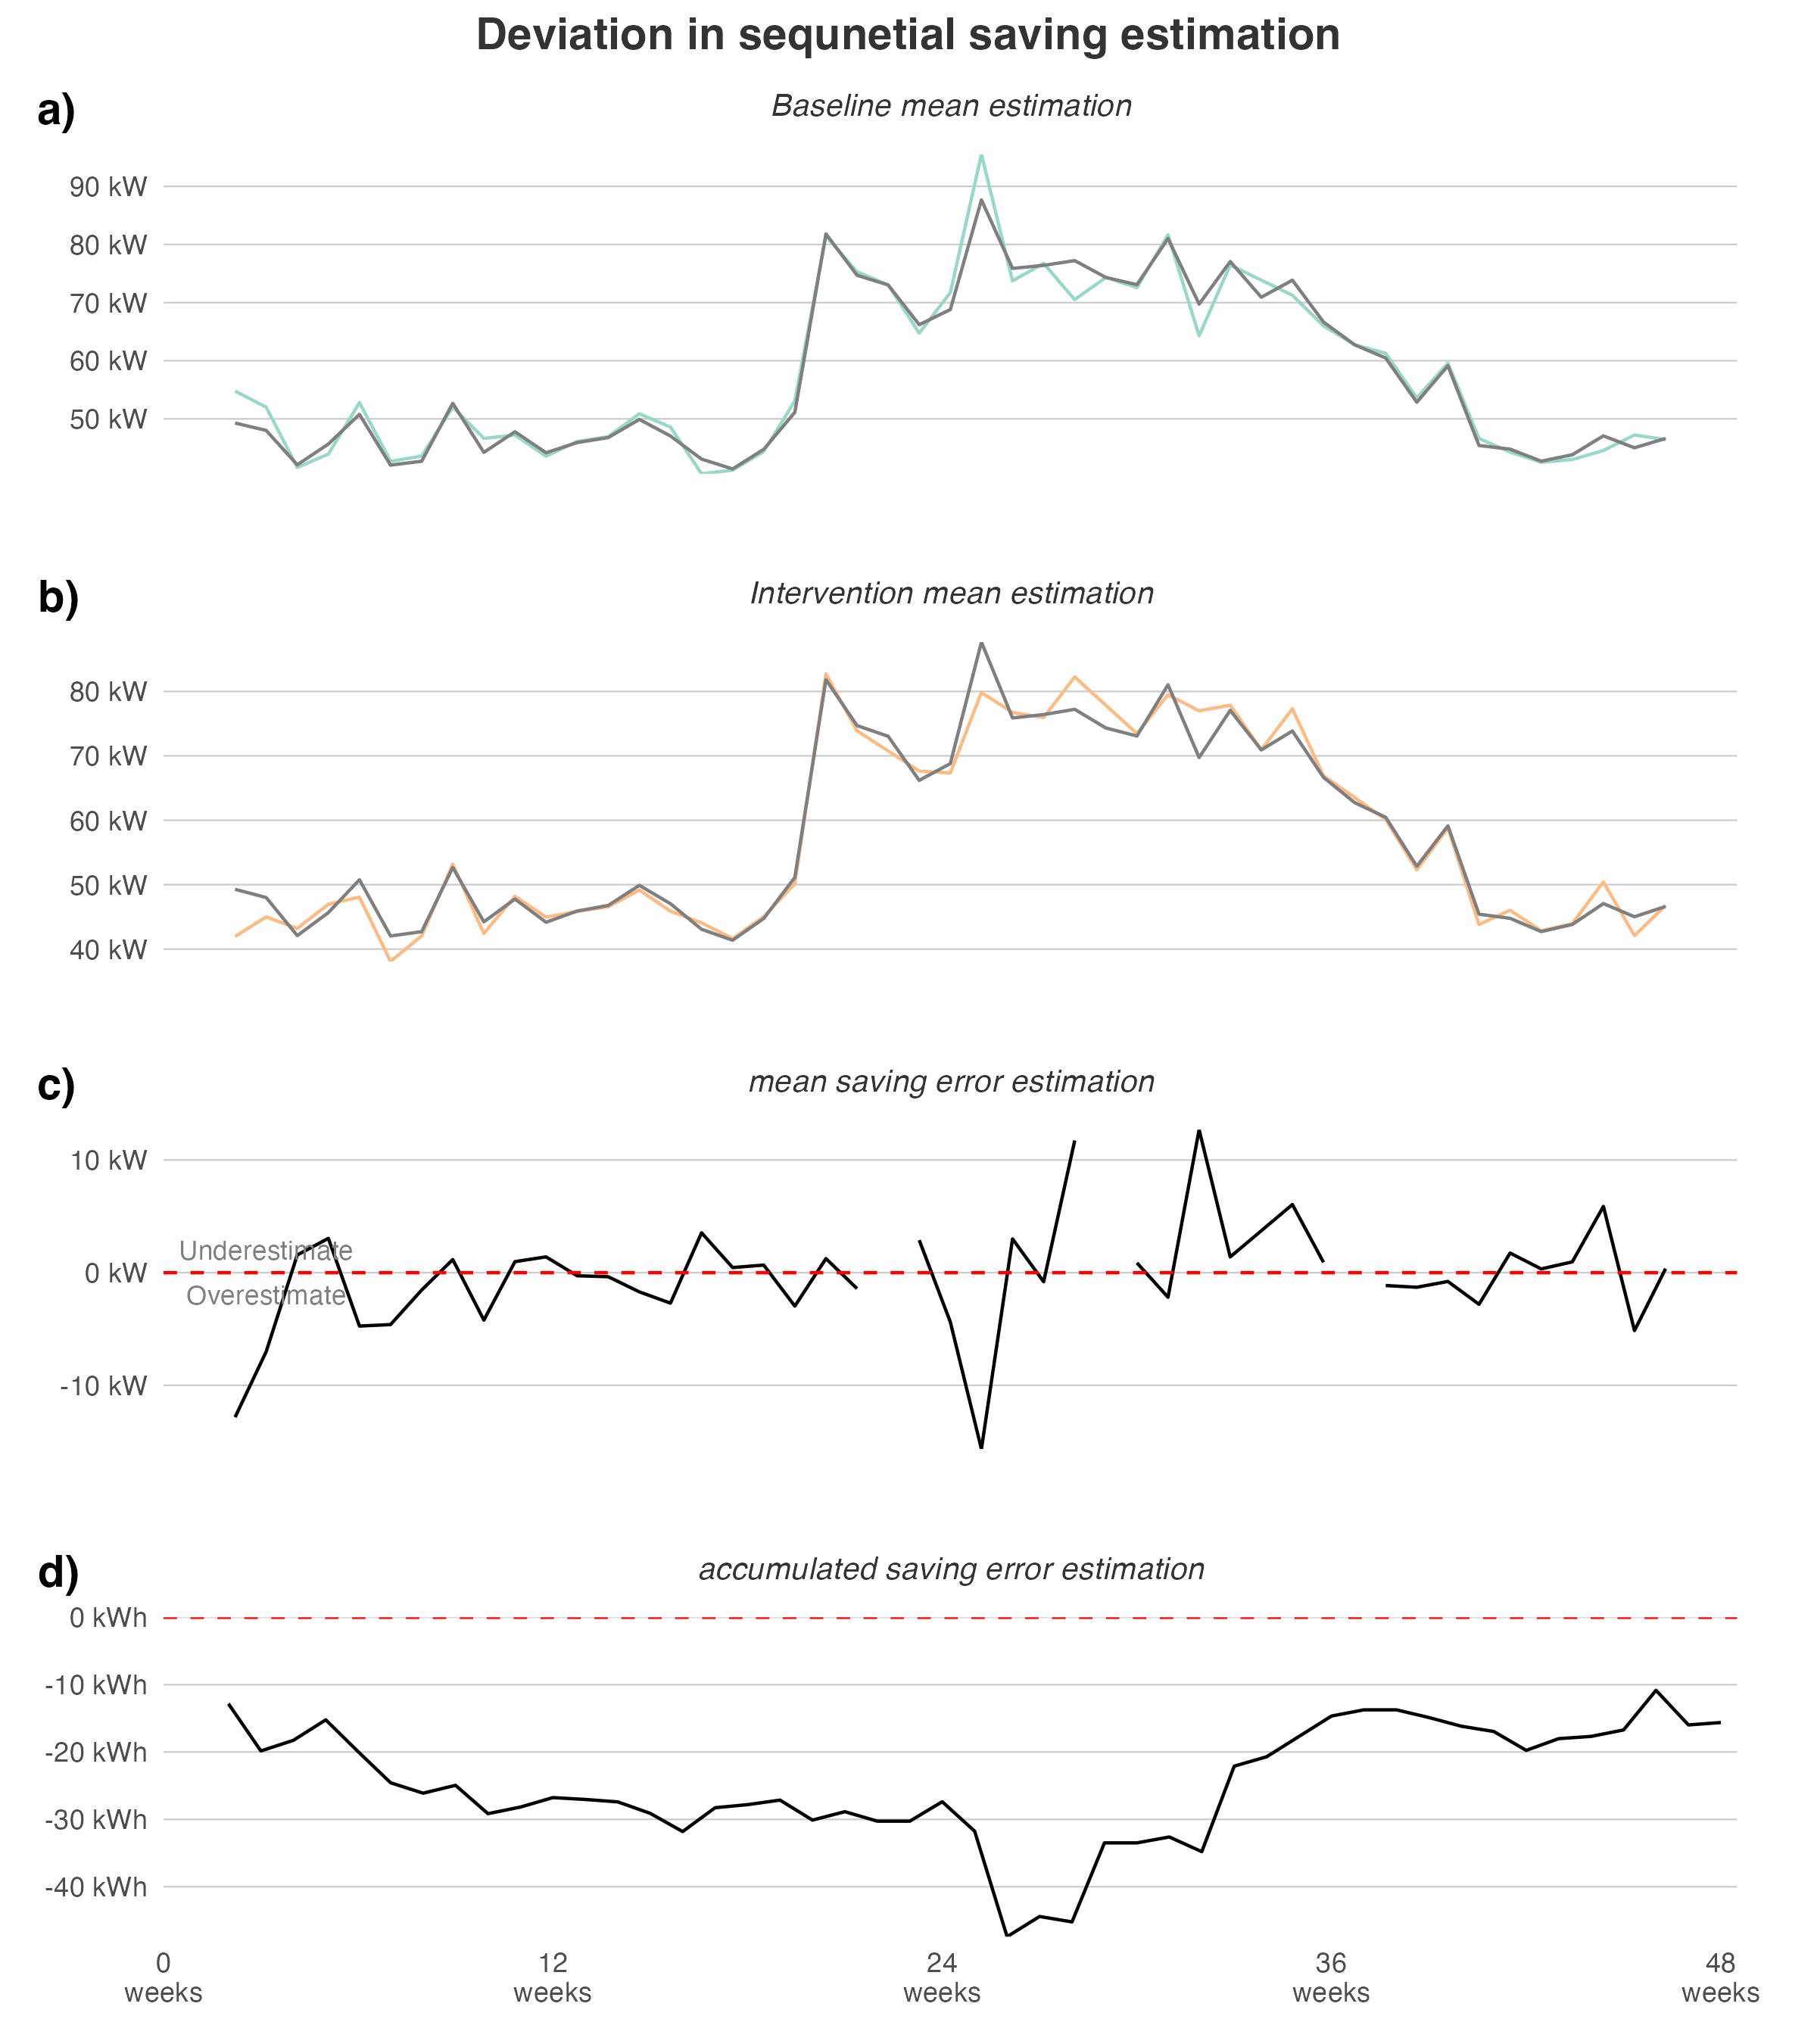 Deviation in sequnetial saving estimation
a)
Baseline mean estimation
90 kW
80 kW
70 kW
60 kW
50 kW
b)
Intervention mean estimation
80 kW
70 kW
60 kW
50 kW
40 kW
c)
mean saving error estimation
10 kW
Underestimate
0 kW
Overestimate
-10 kW
d)
accumulated saving error estimation
0 kWh
-10 kWh
-20 kWh
-30 kWh
-40 kWh
0 12 24 36 48
weeks weeks weeks weeks weeks